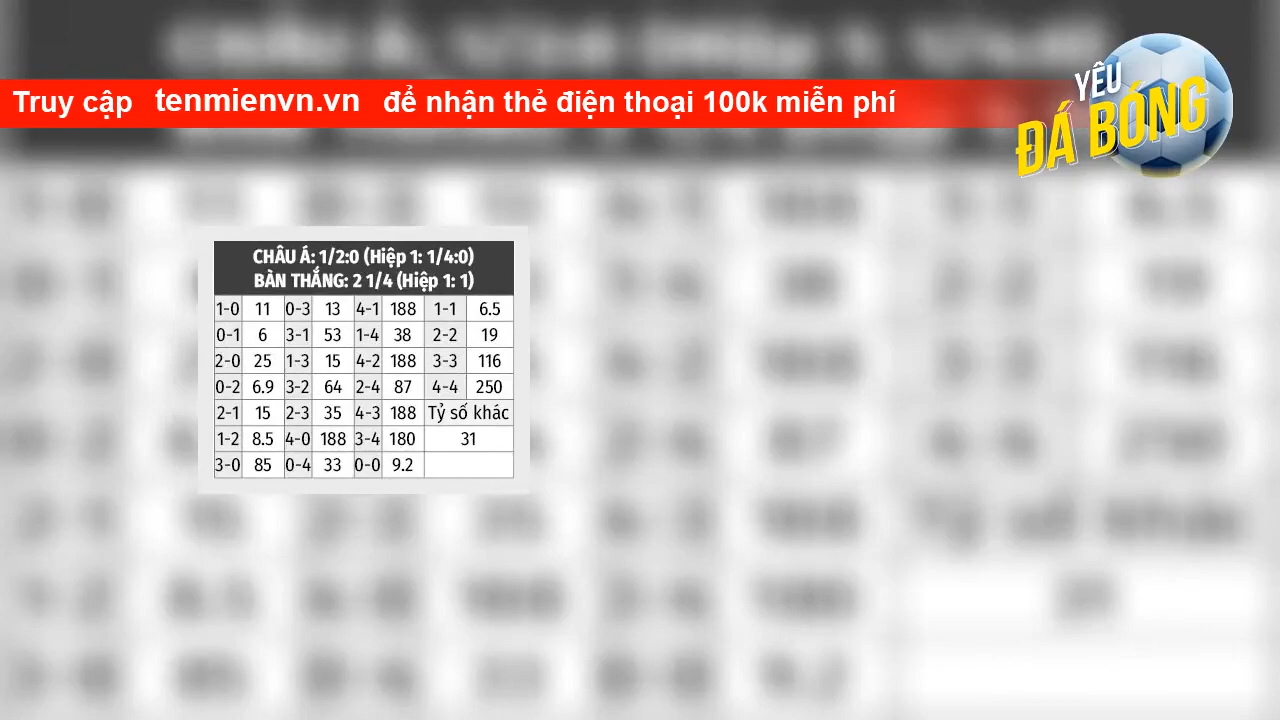 Truy cập tenmienvn.vn để nhận thẻ điện thoại 100k miễn phí
YÊU
ĐÁ BÓNG
CHÂU Á: 1/2:0 (Hiệp 1: 1/4:0)
BÀN THẮNG: 2 1/4 (Hiệp 1: 1)
1-0 11 0-3 13 4-1 188 1-1 6.5
0-1 6 3-1 53 1-4 38 2-2 19
2-0 25 1-3 15 4-2 188 3-3 116
0-2 6.9 3-2 64 2-4 87 4-4 250
2-1 15 2-3 35 4-3 188 Tỷ số khác
1-2 8.5 4-0 188 3-4 180 31
3-0 85 0-4 33 0-0 9.2